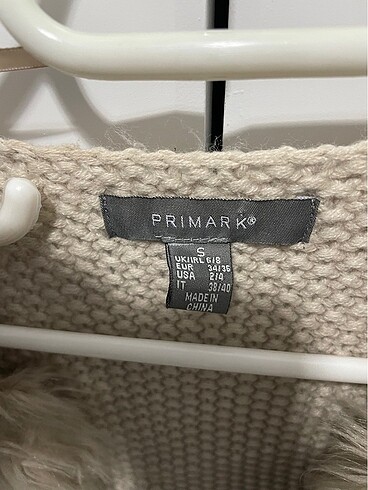 PRIMARK®
S
UK/IRL 6/8
EUR 34/36
USA 2/4
IT 38/40
MADE IN
CHINA